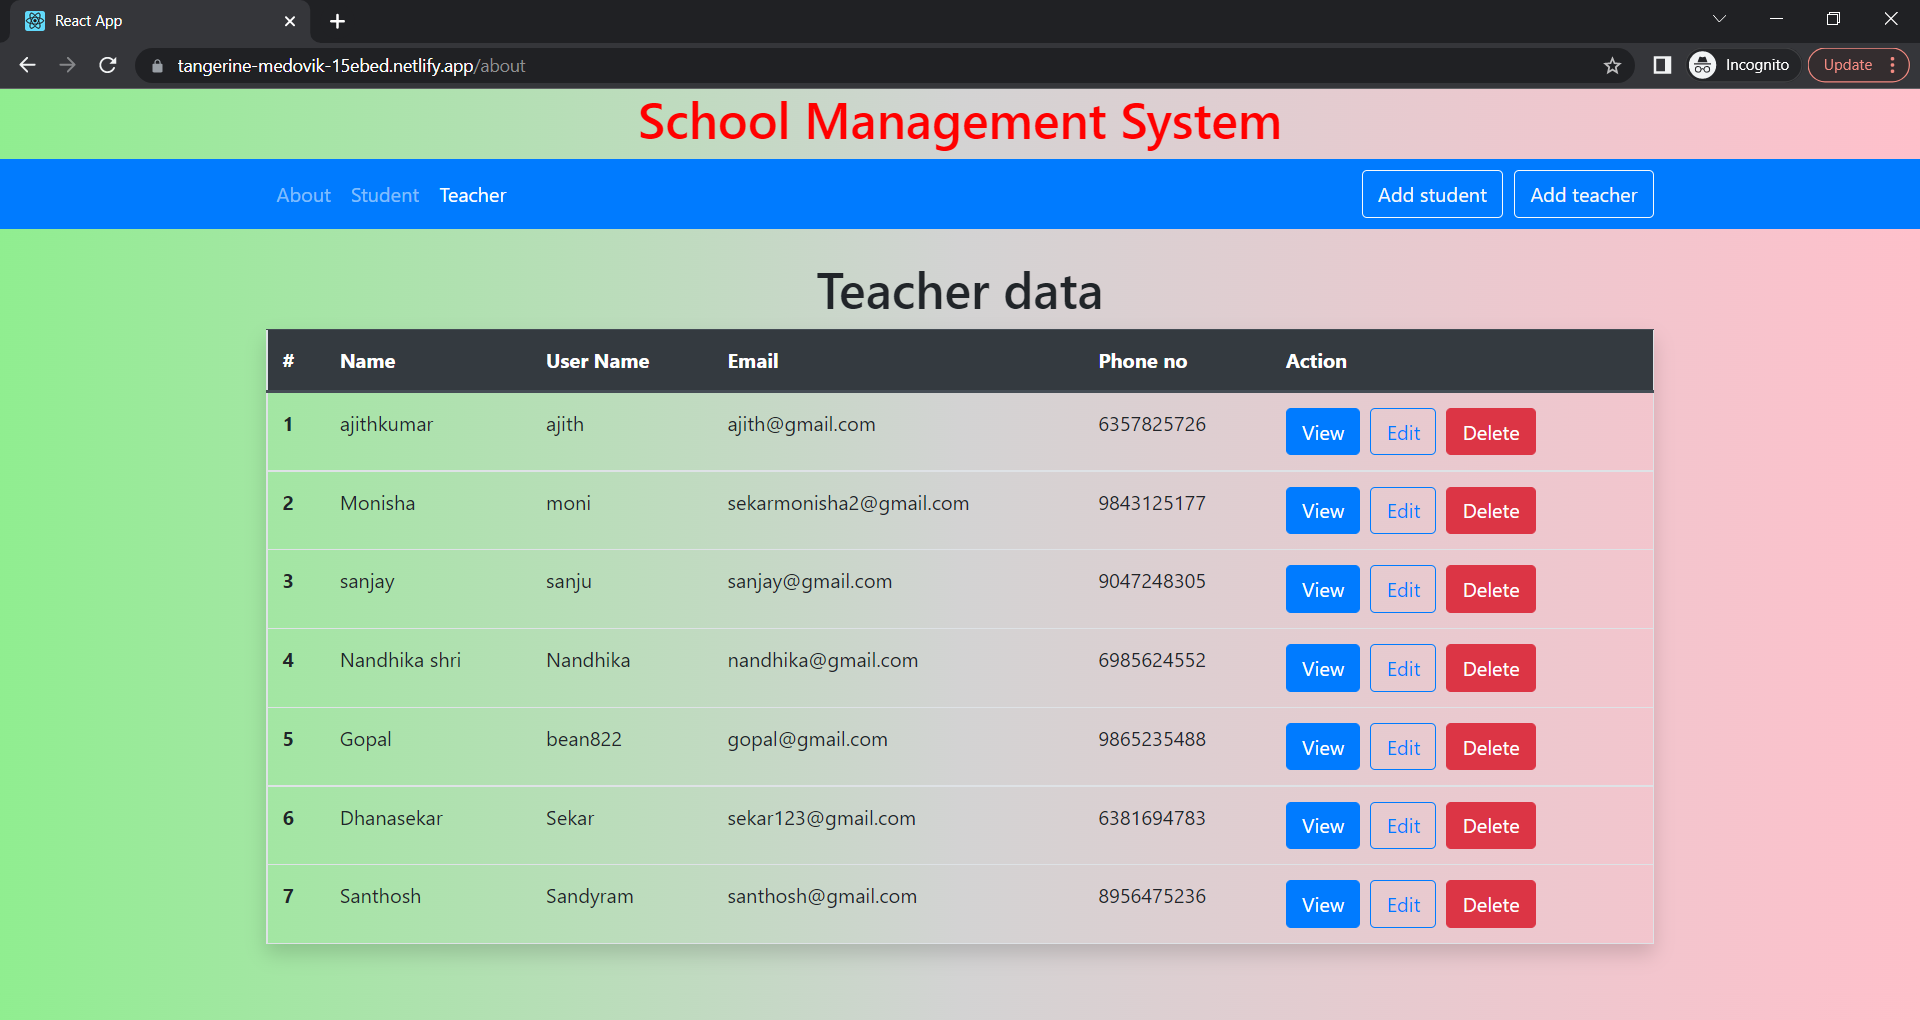 React App
tangerine-medovik-15ebed.netlify.app/about
Incognito
Update
School Management System
About Student Teacher Add student Add teacher
Teacher data
# Name User Name Email Phone no Action
1 ajithkumar ajith ajith@gmail.com 6357825726 View Edit Delete
2 Monisha moni sekarmonisha2@gmail.com 9843125177 View Edit Delete
3 sanjay sanju sanjay@gmail.com 9047248305 View Edit Delete
4 Nandhika shri Nandhika nandhika@gmail.com 6985624552 View Edit Delete
5 Gopal bean822 gopal@gmail.com 9865235488 View Edit Delete
6 Dhanasekar Sekar sekar123@gmail.com 6381694783 View Edit Delete
7 Santhosh Sandyram santhosh@gmail.com 8956475236 View Edit Delete